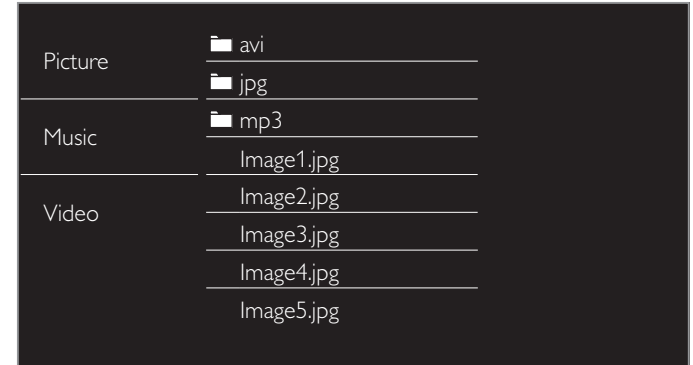 Picture
Music
Video
avi
jpg
mp3
Image1.jpg
Image2.jpg
Image3.jpg
Image4.jpg
Image5.jpg